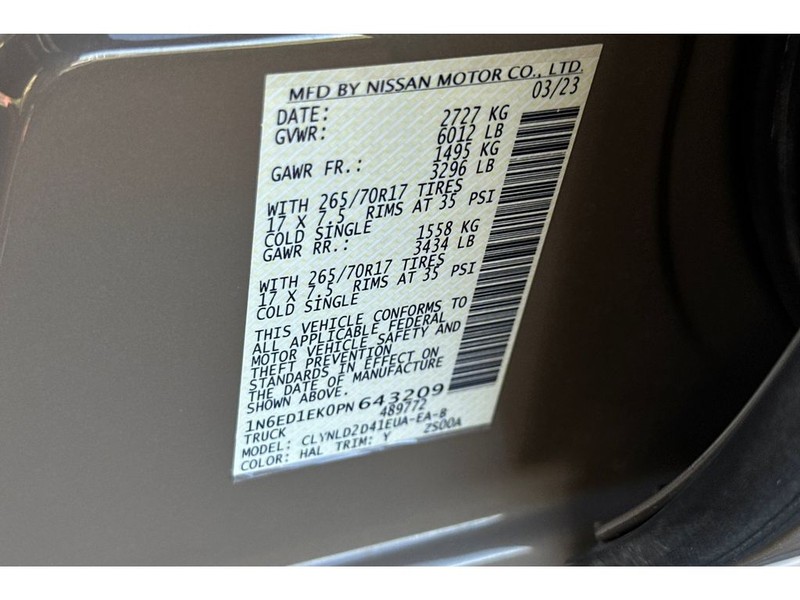 MFD BY NISSAN MOTOR CO., LTD.
DATE: 03/23
GVWR: 2727 KG
6012 LB
GAWR FR.: 1495 KG
3296 LB
WITH 265/70R17 TIRES
17 X 7.5 RIMS AT 35 PSI
COLD SINGLE
GAWR RR.: 1558 KG
3434 LB
WITH 265/70R17 TIRES
17 X 7.5 RIMS AT 35 PSI
COLD SINGLE
THIS VEHICLE CONFORMS TO
ALL APPLICABLE FEDERAL
MOTOR VEHICLE SAFETY AND
THEFT PREVENTION
STANDARDS IN EFFECT ON
THE DATE OF MANUFACTURE
SHOWN ABOVE.
1N6ED1EK0PN 643209
TRUCK 489772
MODEL: CLYNLD2D41EUA-EA-B
COLOR: HAL TRIM: Y ZS00A